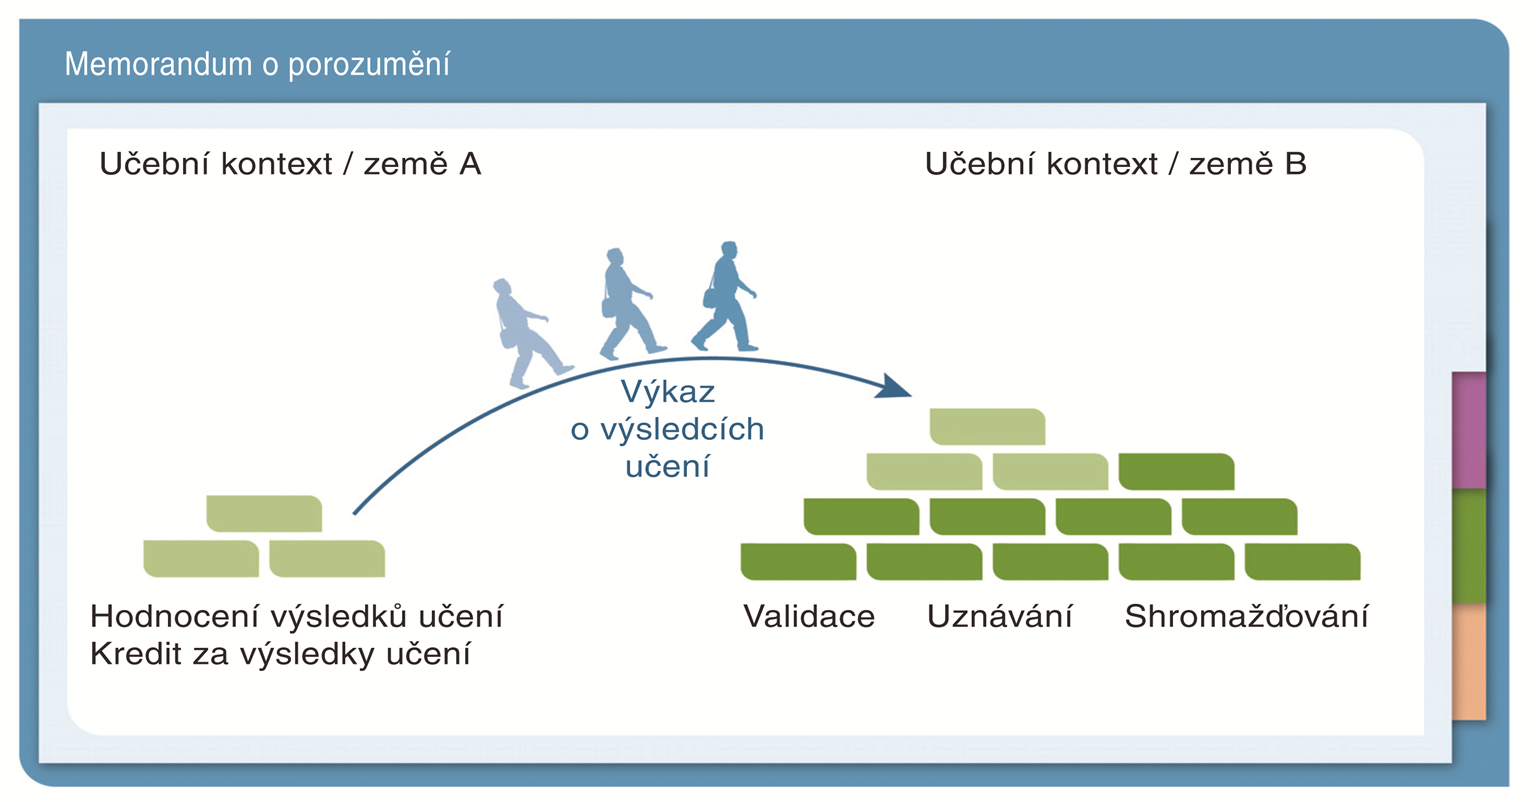 Memorandum o porozumění
Učební kontext / země A
Učební kontext / země B
Výkaz
o výsledcích
učení
Hodnocení výsledků učení
Kredit za výsledky učení
Validace
Uznávání
Shromažďování